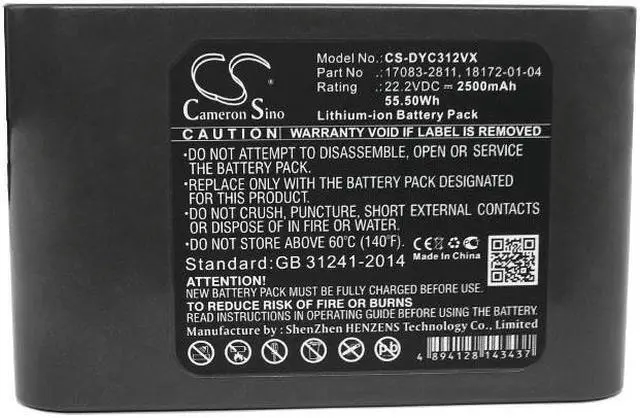 CS
Cameron Sino
Model No.: CS-DYC312VX
Part No : 17083-2811, 18172-01-04
Rating : 22.2VDC ⎓ 2500mAh
55.50Wh
Lithium-ion Battery Pack
CAUTION WARRANTY VOID IF LABEL IS REMOVED
•DO NOT ATTEMPT TO DISASSEMBLE, OPEN OR SERVICE THE
BATTERY PACK.
•REPLACE ONLY WITH THE BATTERY PACK DESIGNATED
FOR THIS PRODUCT.
•DO NOT CRUSH, PUNCTURE, SHORT EXTERNAL CONTACTS
OR DISPOSE OF IN FIRE OR WATER.
•DO NOT STORE ABOVE 60°C (140°F).
Made In China
Standard:GB 31241-2014
ATTENTION!
NEW BATTERY PACK MUST BE FULLY CHARGED BEFORE USE.
TO REDUCE RISK OF FIRE OR BURNS
READ INSTRUCTIONS IN OPERATING GUIDE BEFORE USING BATTERY PACK.
Manufacturer by : ShenZhen HENZENS Technology Co., Limited
4 894128 143437